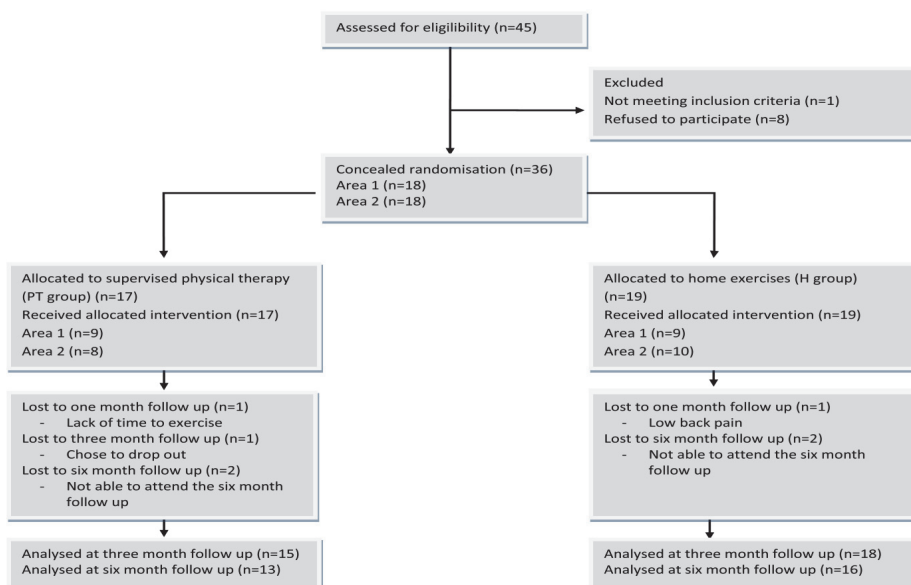 Assessed for eligilibility (n=45)
Excluded
Not meeting inclusion criteria (n=1)
Refused to participate (n=8)
Concealed randomisation (n=36)
Area 1 (n=18)
Area 2 (n=18)
Allocated to supervised physical therapy
(PT group) (n=17)
Received allocated intervention (n=17)
Area 1 (n=9)
Area 2 (n=8)
Allocated to home exercises (H group)
(n=19)
Received allocated intervention (n=19)
Area 1 (n=9)
Area 2 (n=10)
Lost to one month follow up (n=1)
- Lack of time to exercise
Lost to three month follow up (n=1)
- Chose to drop out
Lost to six month follow up (n=2)
- Not able to attend the six month
follow up
Lost to one month follow up (n=1)
- Low back pain
Lost to six month follow up (n=2)
- Not able to attend the six month
follow up
Analysed at three month follow up (n=15)
Analysed at six month follow up (n=13)
Analysed at three month follow up (n=18)
Analysed at six month follow up (n=16)